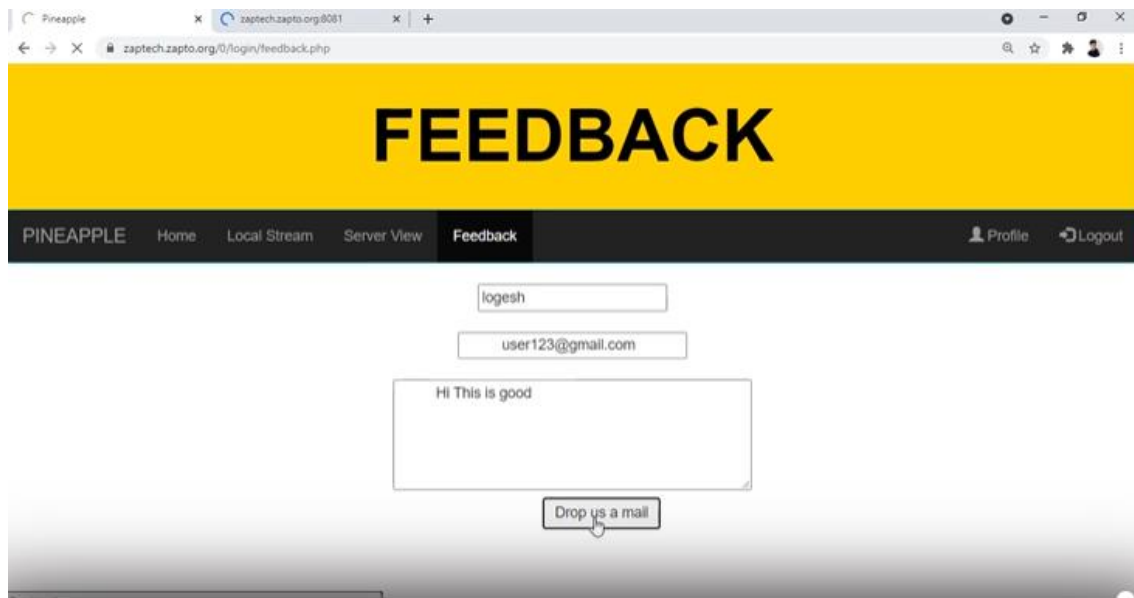 Pineapple
zaptech.zapto.org:8081
zaptech.zapto.org/0/login/feedback.php
FEEDBACK
PINEAPPLE Home Local Stream Server View Feedback Profile Logout
logesh
user123@gmail.com
Hi This is good
Drop us a mail